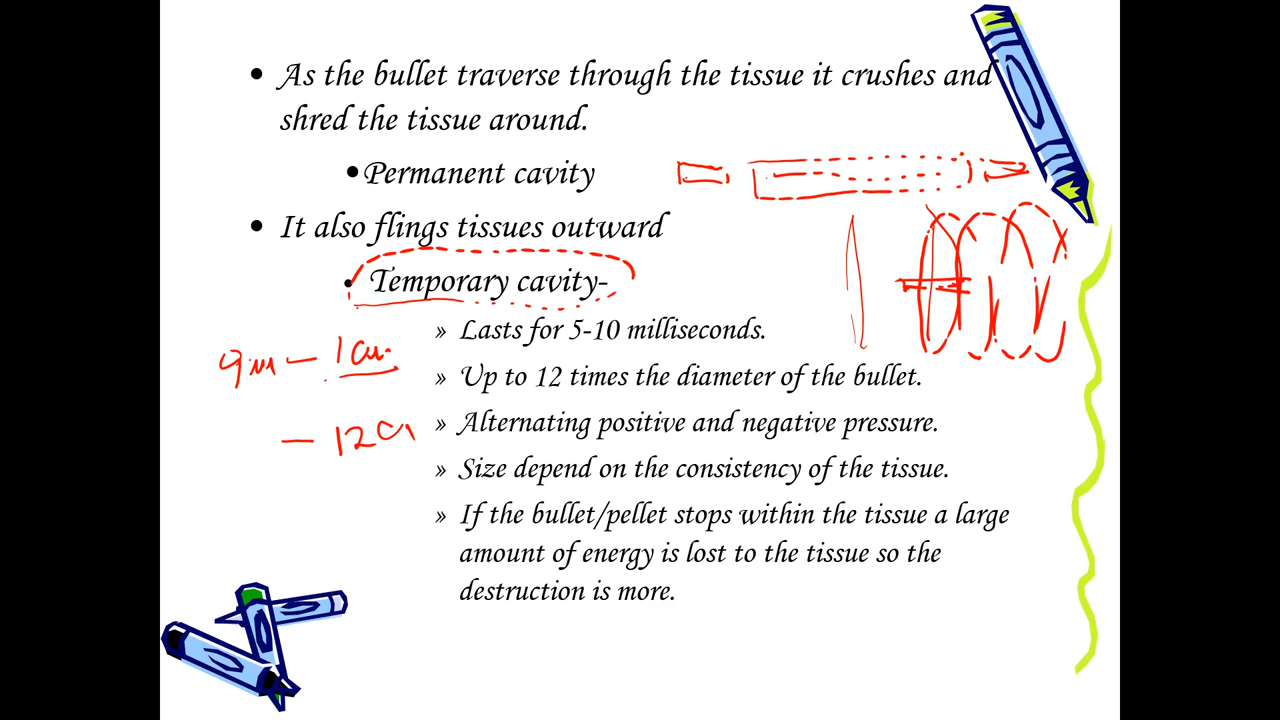 • As the bullet traverse through the tissue it crushes and
shred the tissue around.
• Permanent cavity
• It also flings tissues outward
• Temporary cavity-
» Lasts for 5-10 milliseconds.
9m — 1cm.
» Up to 12 times the diameter of the bullet.
» Alternating positive and negative pressure.
— 12c
» Size depend on the consistency of the tissue.
» If the bullet/pellet stops within the tissue a large
amount of energy is lost to the tissue so the
destruction is more.